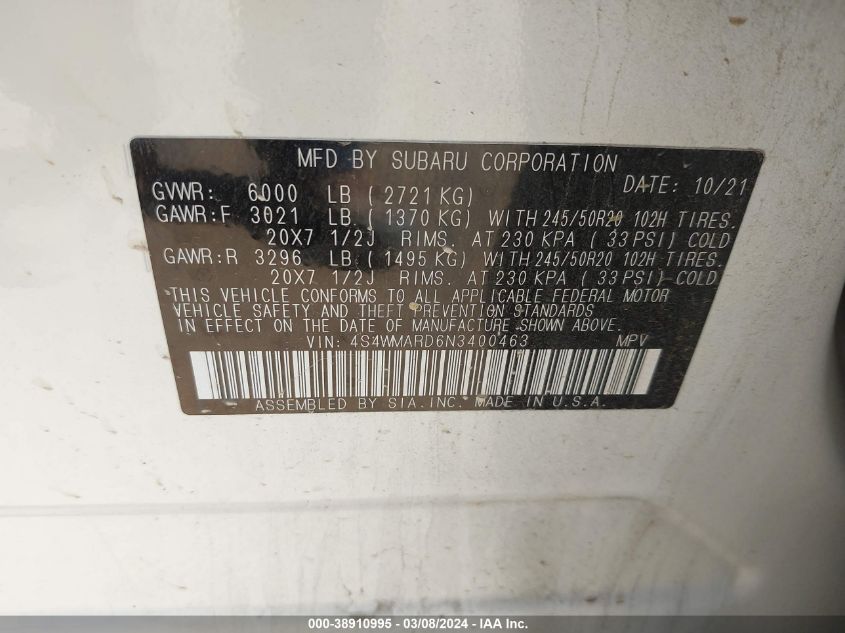 MFD BY SUBARU CORPORATION
DATE: 10/21
GVWR: 6000 LB ( 2721 KG)
GAWR:F 3021 LB. ( 1370 KG) WITH 245/50R20 102H TIRES.
20X7 1/2J RIMS. AT 230 KPA ( 33 PSI) COLD
GAWR:R 3296 LB( 1495 KG) WITH 245/50R20 102H TIRES.
20X7 1/2J RIMS. AT 230 KPA ( 33 PSI) COLD
THIS VEHICLE CONFORMS TO ALL APPLICABLE FEDERAL MOTOR
VEHICLE SAFETY AND THEFT PREVENTION STANDARDS
IN EFFECT ON THE DATE OF MANUFACTURE SHOWN ABOVE.
VIN: 4S4WMARD6N3400463 MPV
ASSEMBLED BY SIA.INC. MADE IN U.S.A.
000-38910995 - 03/08/2024 - IAA Inc.